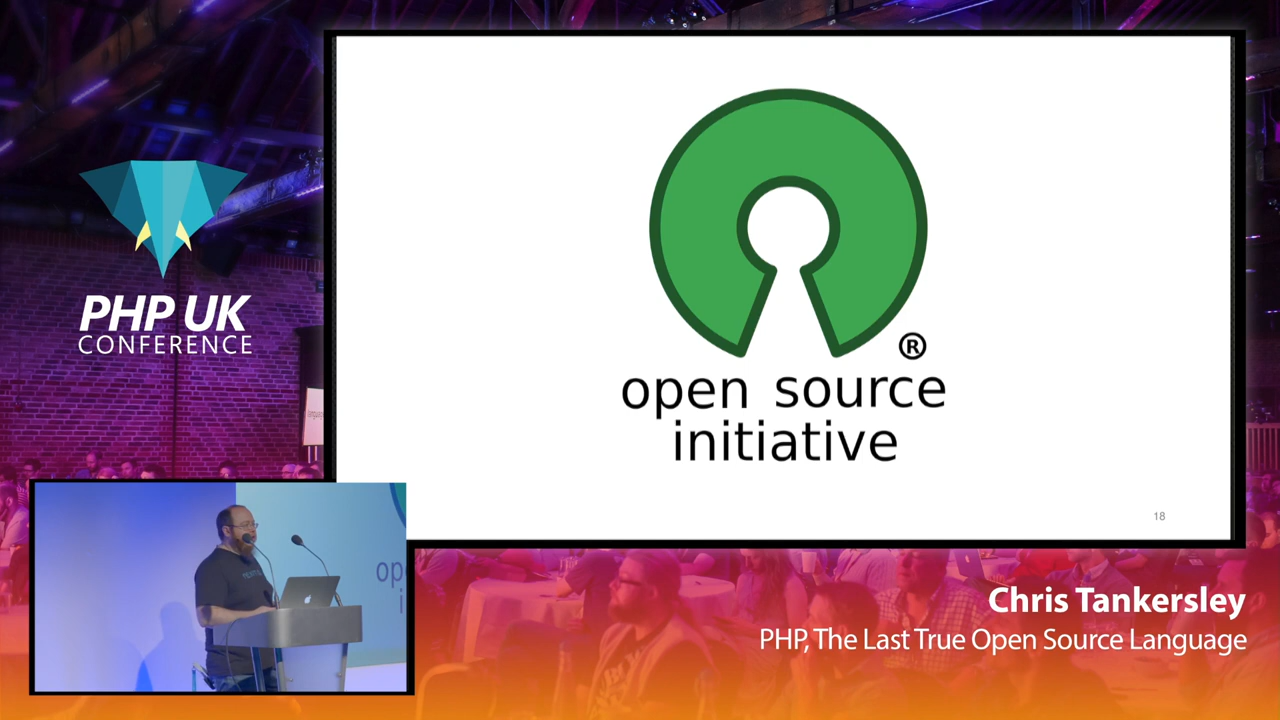 PHP UK
CONFERENCE
®
open source
initiative
18
Chris Tankersley
PHP, The Last True Open Source Language